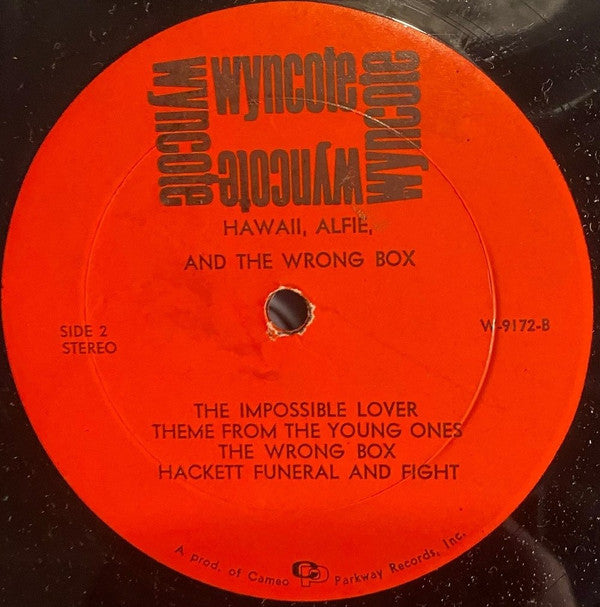 wyncote
wyncote
wyncote
wyncote
HAWAII, ALFIE,
AND THE WRONG BOX
SIDE 2
STEREO
W-9172-B
THE IMPOSSIBLE LOVER
THEME FROM THE YOUNG ONES
THE WRONG BOX
HACKETT FUNERAL AND FIGHT
A prod. of Cameo CP Parkway Records, Inc.